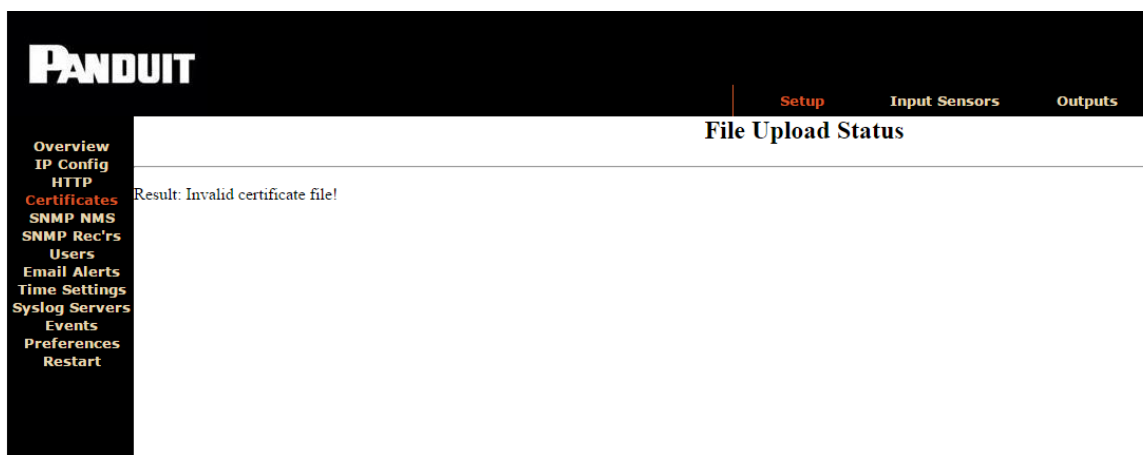 PANDUIT
Setup Input Sensors Outputs
File Upload Status
Overview
IP Config
HTTP
Certificates
SNMP NMS
SNMP Rec'rs
Users
Email Alerts
Time Settings
Syslog Servers
Events
Preferences
Restart
Result: Invalid certificate file!